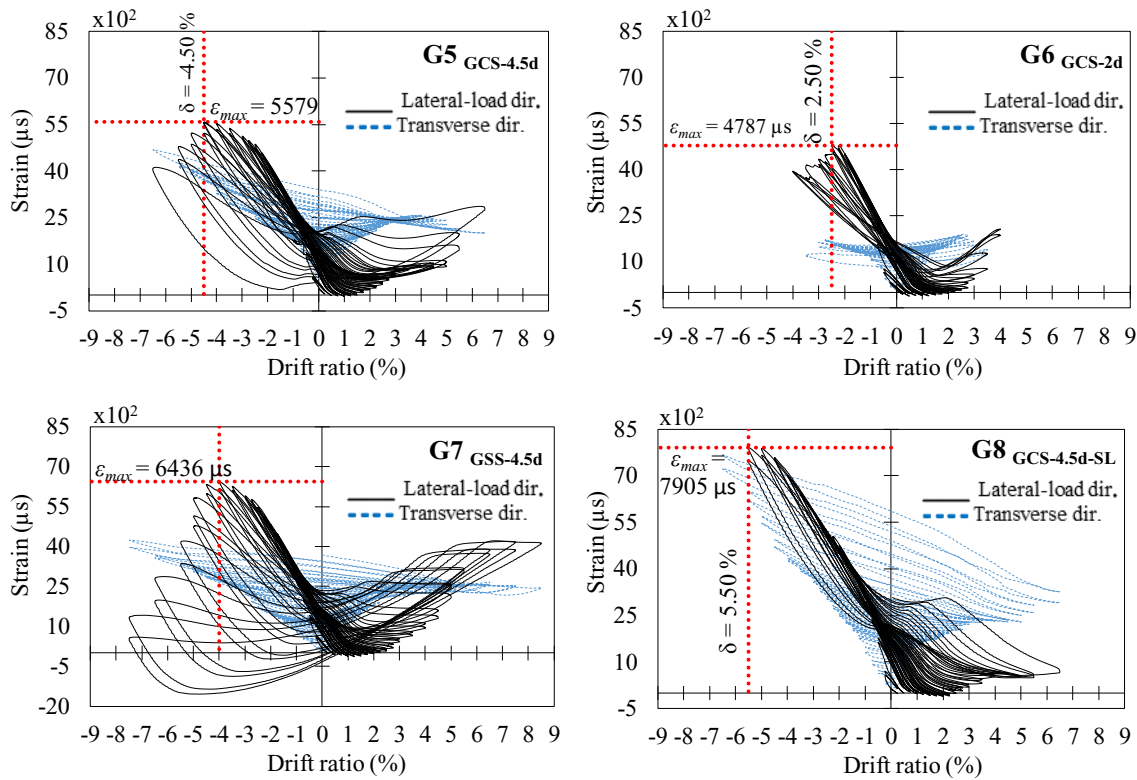 x10²
85
70
55
40
25
10
-5
Strain (µs)
δ = -4.50 %
εmax = 5579
G5 GCS-4.5d
Lateral-load dir.
Transverse dir.
-9 -8 -7 -6 -5 -4 -3 -2 -1 0 1 2 3 4 5 6 7 8 9
Drift ratio (%)
x10²
85
70
55
40
25
10
-5
Strain (µs)
δ = 2.50 %
εmax = 4787 µs
G6 GCS-2d
Lateral-load dir.
Transverse dir.
-9 -8 -7 -6 -5 -4 -3 -2 -1 0 1 2 3 4 5 6 7 8 9
Drift ratio (%)
x10²
85
70
55
40
25
10
-5
-20
Strain (µs)
εmax = 6436 µs
G7 GSS-4.5d
Lateral-load dir.
Transverse dir.
-9 -8 -7 -6 -5 -4 -3 -2 -1 0 1 2 3 4 5 6 7 8 9
Drift ratio (%)
x10²
85
70
55
40
25
10
-5
Strain (µs)
εmax =
7905 µs
δ = 5.50 %
G8 GCS-4.5d-SL
Lateral-load dir.
Transverse dir.
-9 -8 -7 -6 -5 -4 -3 -2 -1 0 1 2 3 4 5 6 7 8 9
Drift ratio (%)